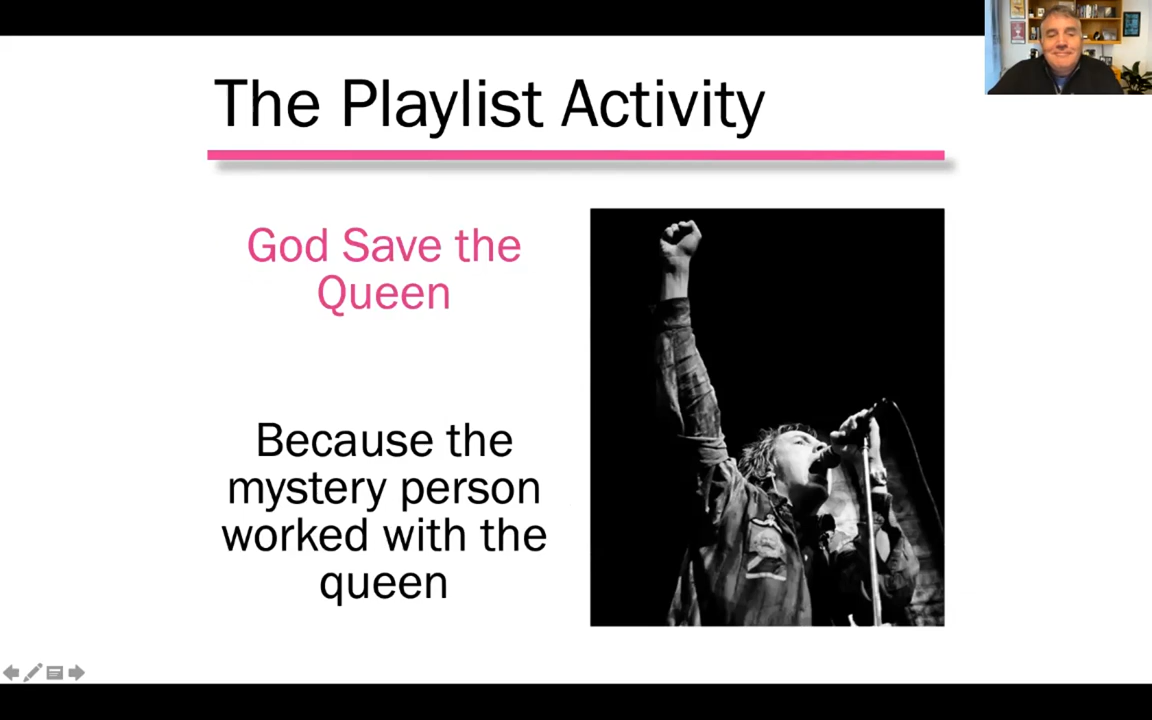 The Playlist Activity
God Save the
Queen
Because the
mystery person
worked with the
queen